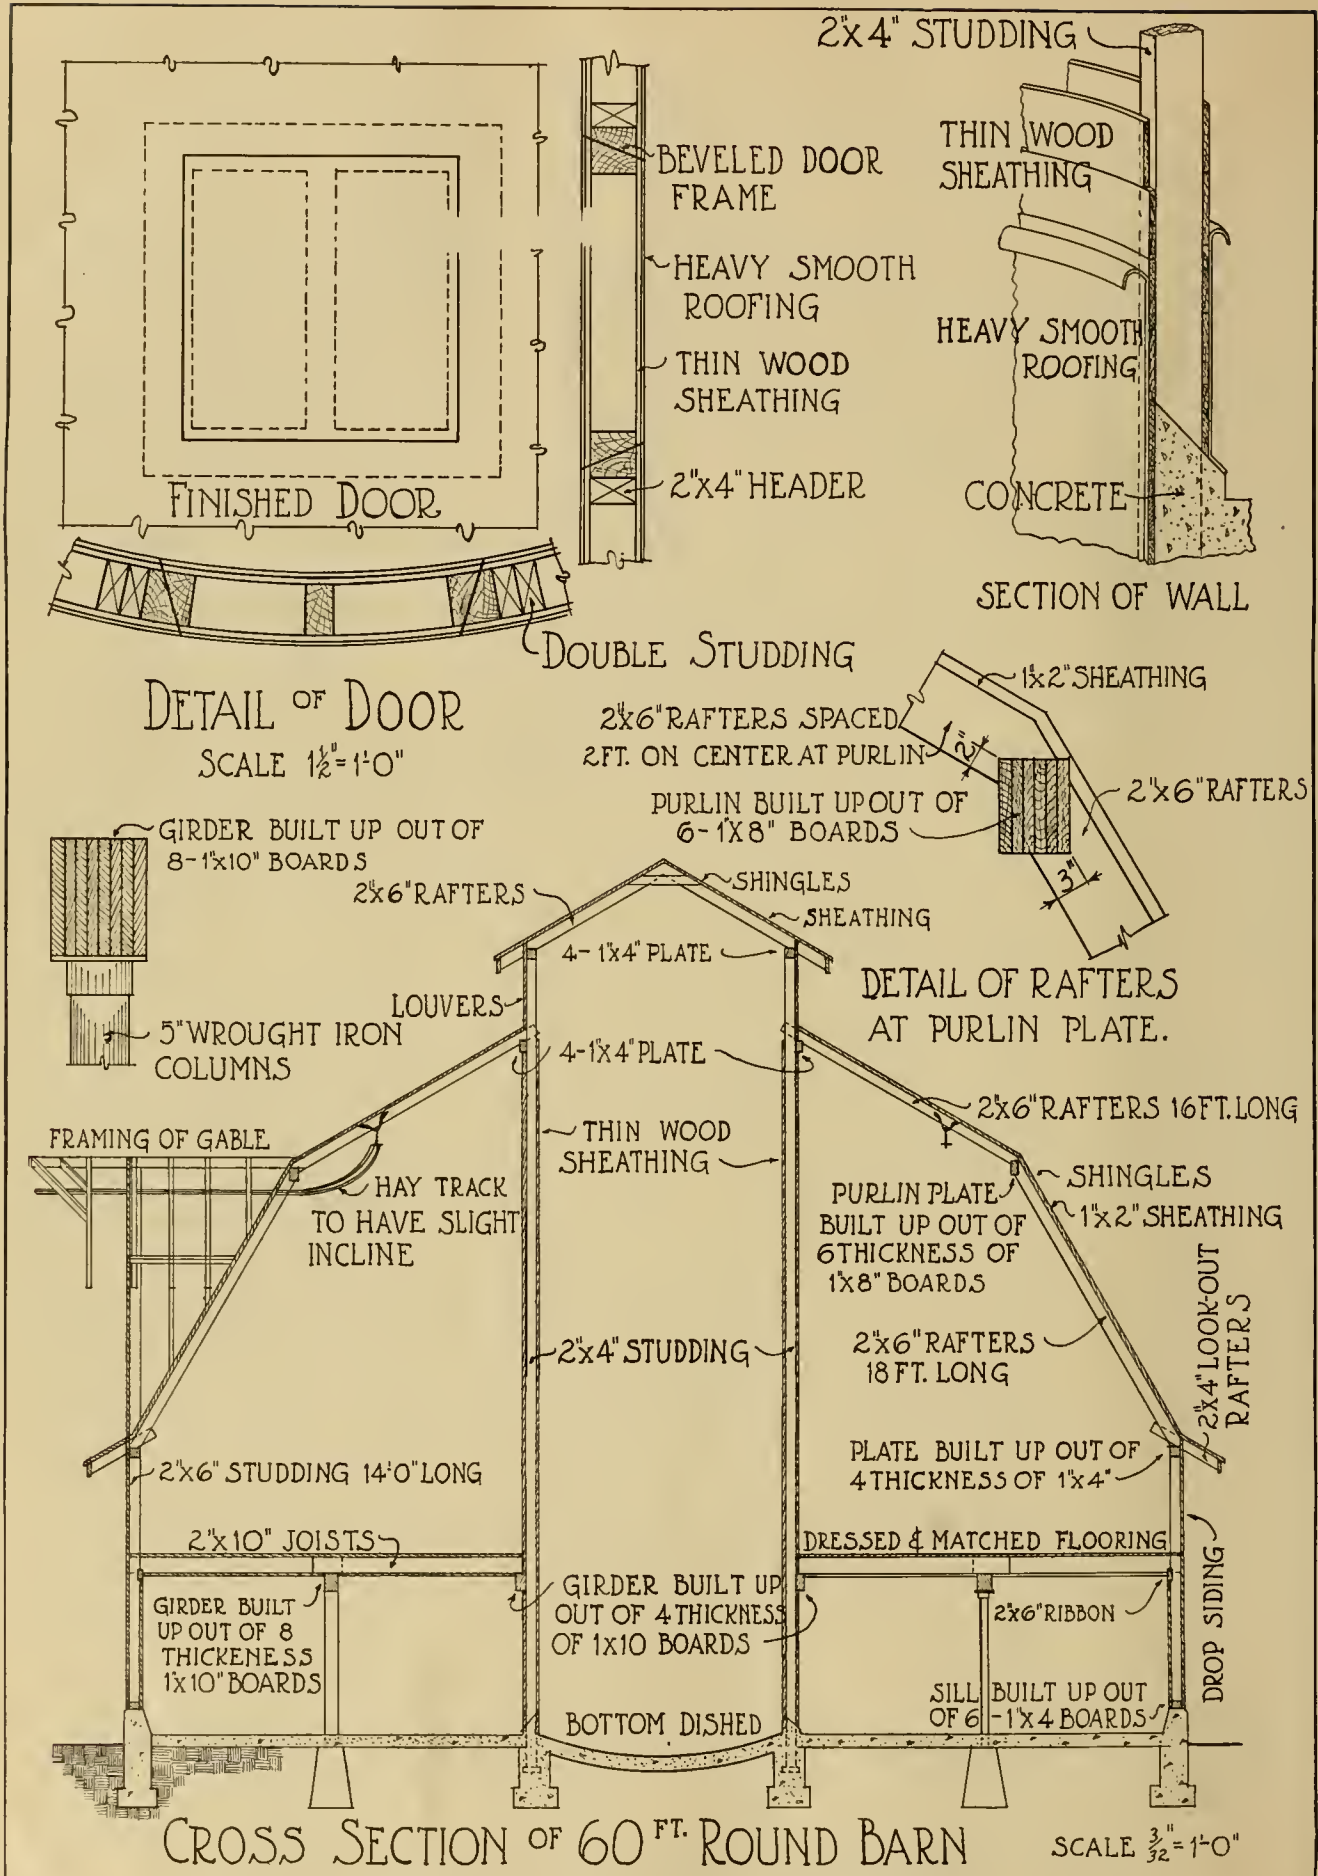 2"X4" STUDDING
THIN WOOD
SHEATHING
HEAVY SMOOTH
ROOFING
CONCRETE
SECTION OF WALL
BEVELED DOOR
FRAME
HEAVY SMOOTH
ROOFING
THIN WOOD
SHEATHING
2"X4" HEADER
FINISHED DOOR
DOUBLE STUDDING
DETAIL OF DOOR
SCALE 1½"=1'-0"
1"X2" SHEATHING
2"X6" RAFTERS SPACED
2FT. ON CENTER AT PURLIN
2"
PURLIN BUILT UP OUT OF
6-1"X8" BOARDS
2"X6" RAFTERS
3"
DETAIL OF RAFTERS
AT PURLIN PLATE.
GIRDER BUILT UP OUT OF
8-1"X10" BOARDS
5" WROUGHT IRON
COLUMNS
2"X6" RAFTERS
SHINGLES
SHEATHING
4-1"X4" PLATE
LOUVERS
4-1"X4" PLATE
2"X6" RAFTERS 16FT. LONG
FRAMING OF GABLE
THIN WOOD
SHEATHING
HAY TRACK
TO HAVE SLIGHT
INCLINE
PURLIN PLATE
BUILT UP OUT OF
6 THICKNESS OF
1"X8" BOARDS
SHINGLES
1"X2" SHEATHING
2"X4" STUDDING
2"X6" RAFTERS
18FT. LONG
2"X4" LOOK-OUT
RAFTERS
2"X6" STUDDING 14'-0" LONG
PLATE BUILT UP OUT OF
4 THICKNESS OF 1"X4"
2"X10" JOISTS
DRESSED & MATCHED FLOORING
GIRDER BUILT
UP OUT OF 8
THICKENESS
1"X10" BOARDS
GIRDER BUILT UP
OUT OF 4 THICKNESS
OF 1X10 BOARDS
2"X6" RIBBON
DROP SIDING
SILL BUILT UP OUT
OF 6-1"X4 BOARDS
BOTTOM DISHED
CROSS SECTION OF 60 FT. ROUND BARN
SCALE 3/32"=1'-0"